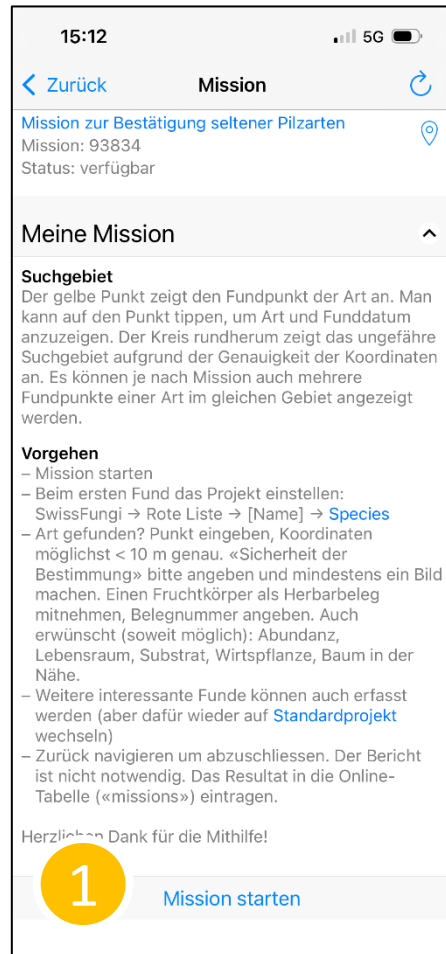 15:12
5G
Zurück
Mission
Mission zur Bestätigung seltener Pilzarten
Mission: 93834
Status: verfügbar
Meine Mission
Suchgebiet
Der gelbe Punkt zeigt den Fundpunkt der Art an. Man
kann auf den Punkt tippen, um Art und Funddatum
anzuzeigen. Der Kreis rundherum zeigt das ungefähre
Suchgebiet aufgrund der Genauigkeit der Koordinaten
an. Es können je nach Mission auch mehrere
Fundpunkte einer Art im gleichen Gebiet angezeigt
werden.
Vorgehen
– Mission starten
– Beim ersten Fund das Projekt einstellen:
SwissFungi → Rote Liste → [Name] → Species
– Art gefunden? Punkt eingeben, Koordinaten
möglichst < 10 m genau. «Sicherheit der
Bestimmung» bitte angeben und mindestens ein Bild
machen. Einen Fruchtkörper als Herbarbeleg
mitnehmen, Belegnummer angeben. Auch
erwünscht (soweit möglich): Abundanz,
Lebensraum, Substrat, Wirtspflanze, Baum in der
Nähe.
– Weitere interessante Funde können auch erfasst
werden (aber dafür wieder auf Standardprojekt
wechseln)
– Zurück navigieren um abzuschliessen. Der Bericht
ist nicht notwendig. Das Resultat in die Online-
Tabelle («missions») eintragen.
Herzlichen Dank für die Mithilfe!
1
Mission starten